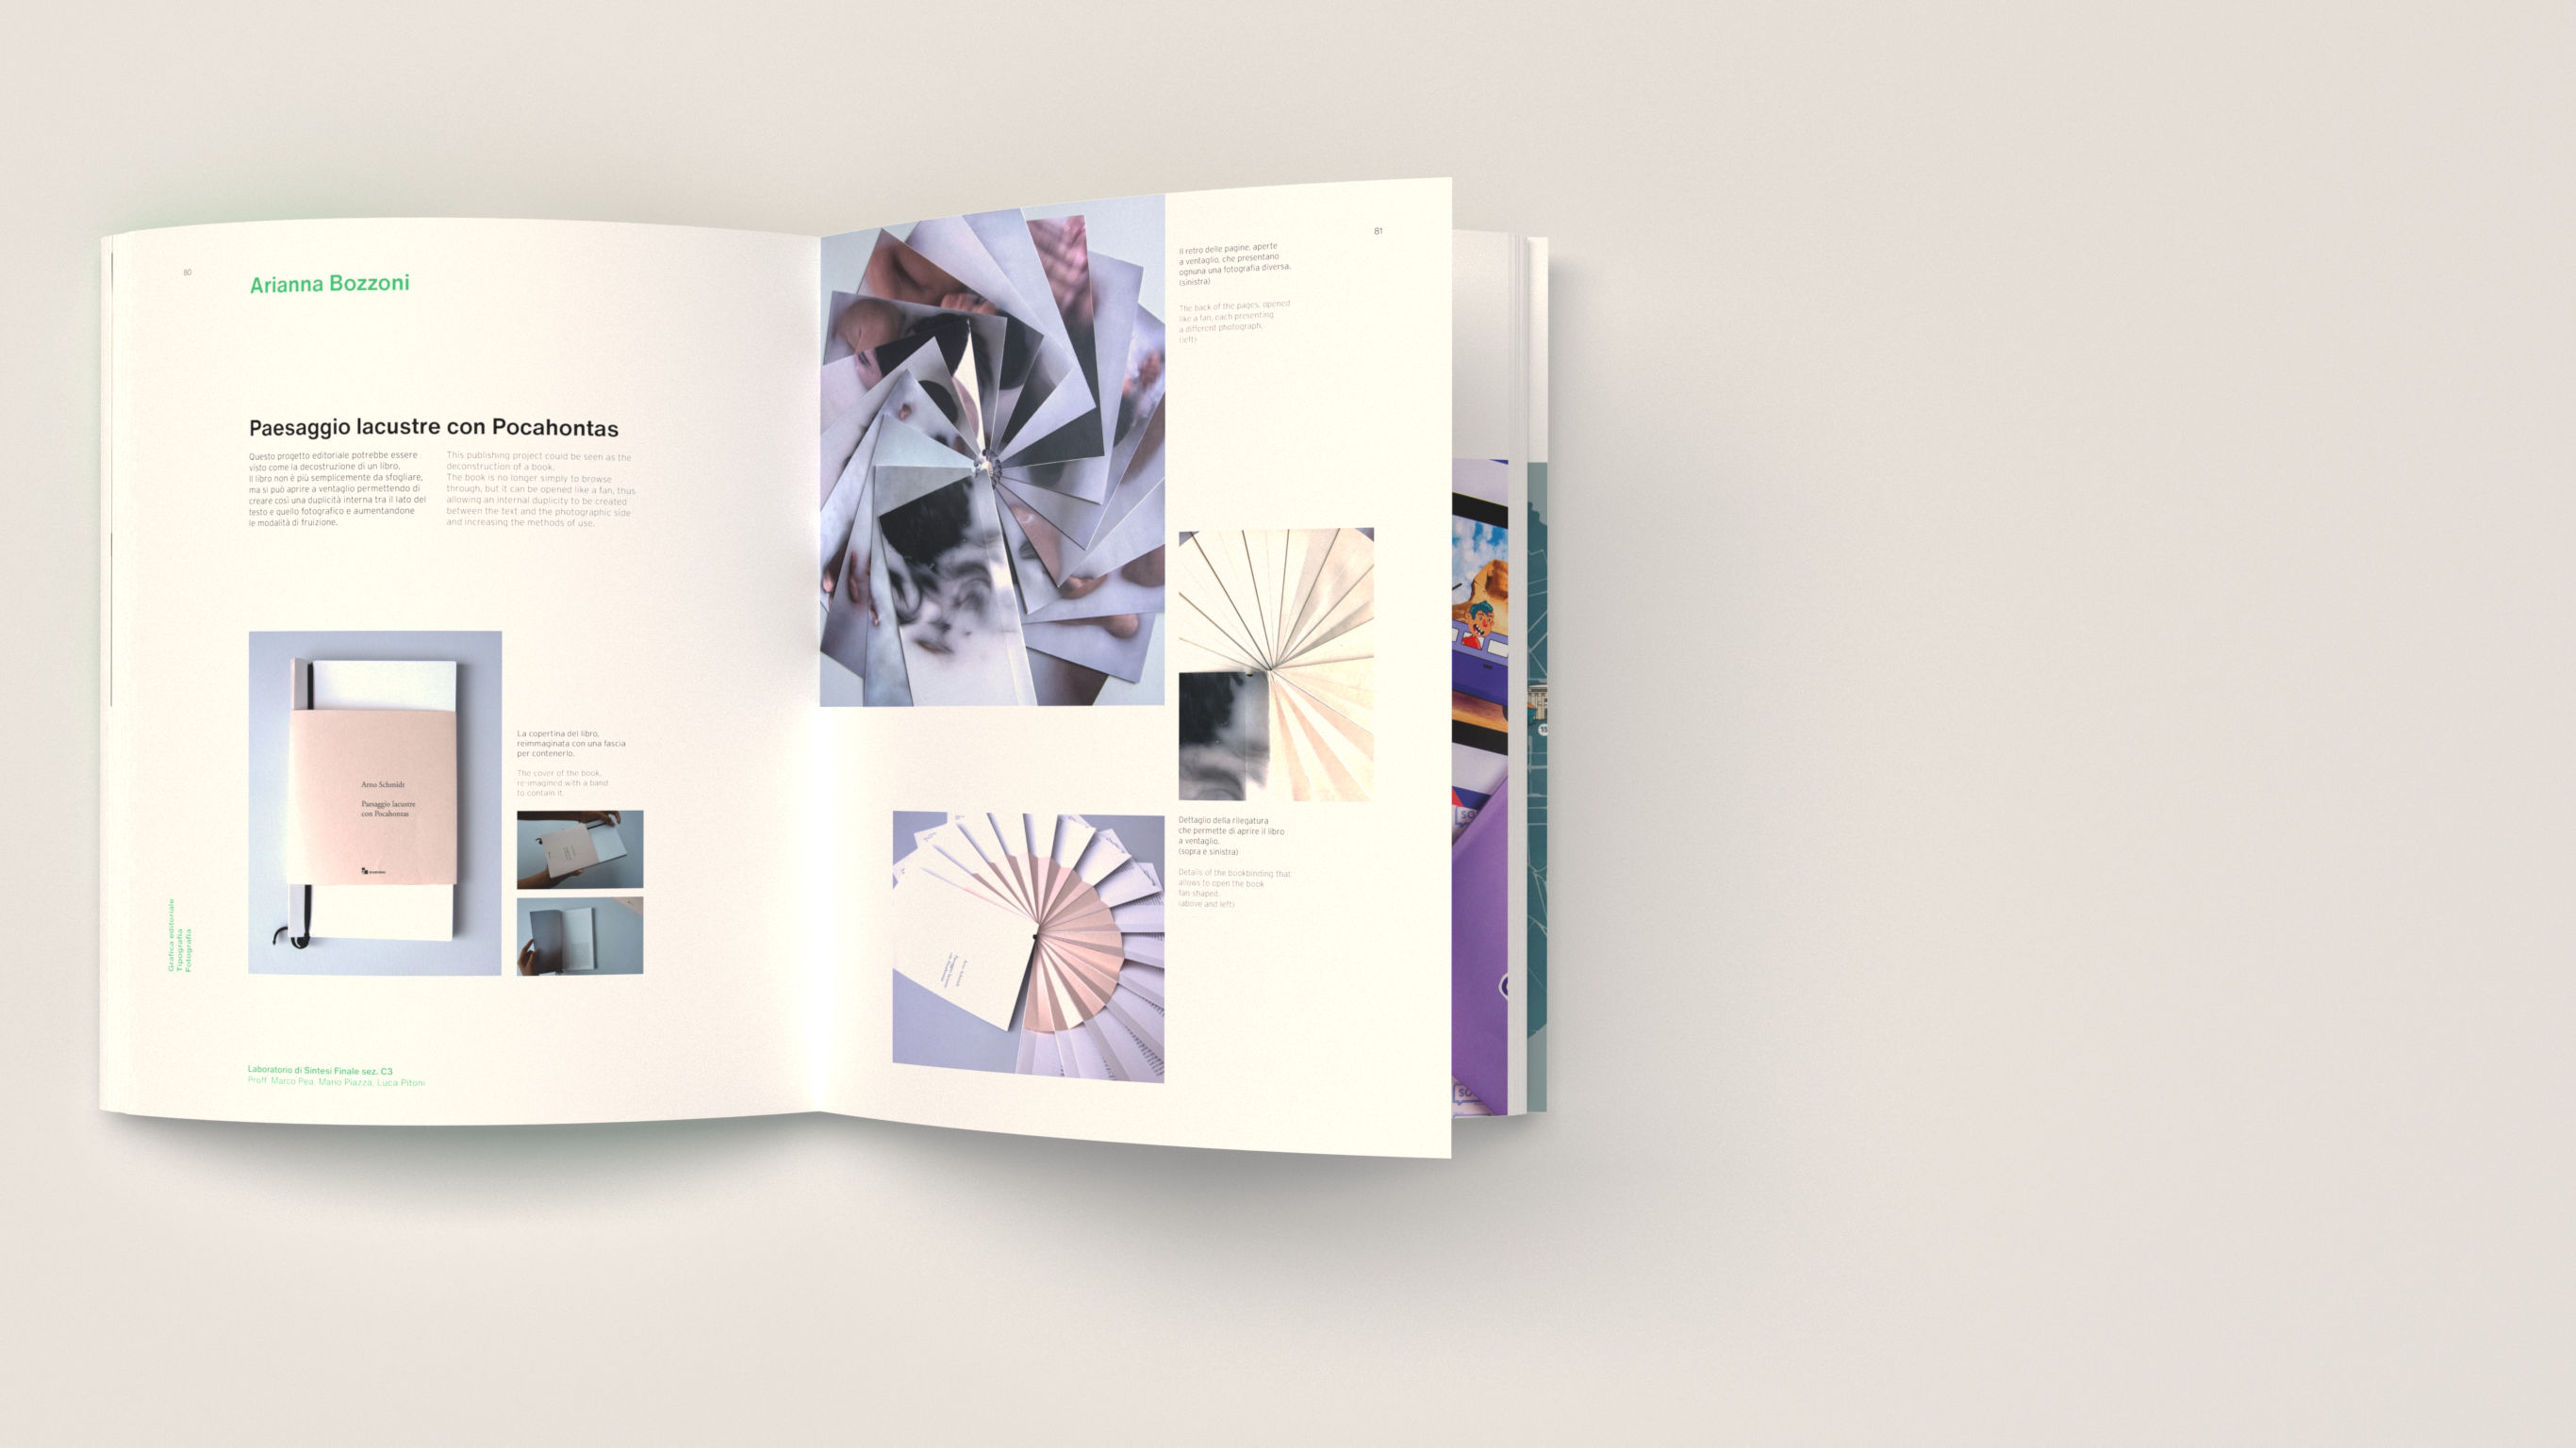 80
Arianna Bozzoni
Paesaggio lacustre con Pocahontas
Questo progetto editoriale potrebbe essere
visto come la decostruzione di un libro.
Il libro non è più semplicemente da sfogliare,
ma si può aprire a ventaglio permettendo di
creare così una duplicità interna tra il lato del
testo e quello fotografico e aumentandone
le modalità di fruizione.
This publishing project could be seen as the
deconstruction of a book.
The book is no longer simply to browse
through, but it can be opened like a fan, thus
allowing an internal duplicity to be created
between the text and the photographic side
and increasing the methods of use.
Arno Schmidt
Paesaggio lacustre
con Pocahontas
La copertina del libro,
reimmaginata con una fascia
per contenerlo.
The cover of the book,
re-imagined with a band
to contain it.
Grafica editoriale
Tipografia
Fotografia
Laboratorio di Sintesi Finale sez. C3
Proff. Marco Pea, Mario Piazza, Luca Pitoni
81
Il retro delle pagine, aperte
a ventaglio, che presentano
ognuna una fotografia diversa.
(sinistra)
The back of the pages, opened
like a fan, each presenting
a different photograph.
(left)
Dettaglio della rilegatura
che permette di aprire il libro
a ventaglio.
(sopra e sinistra)
Details of the bookbinding that
allows to open the book
fan-shaped.
(above and left)